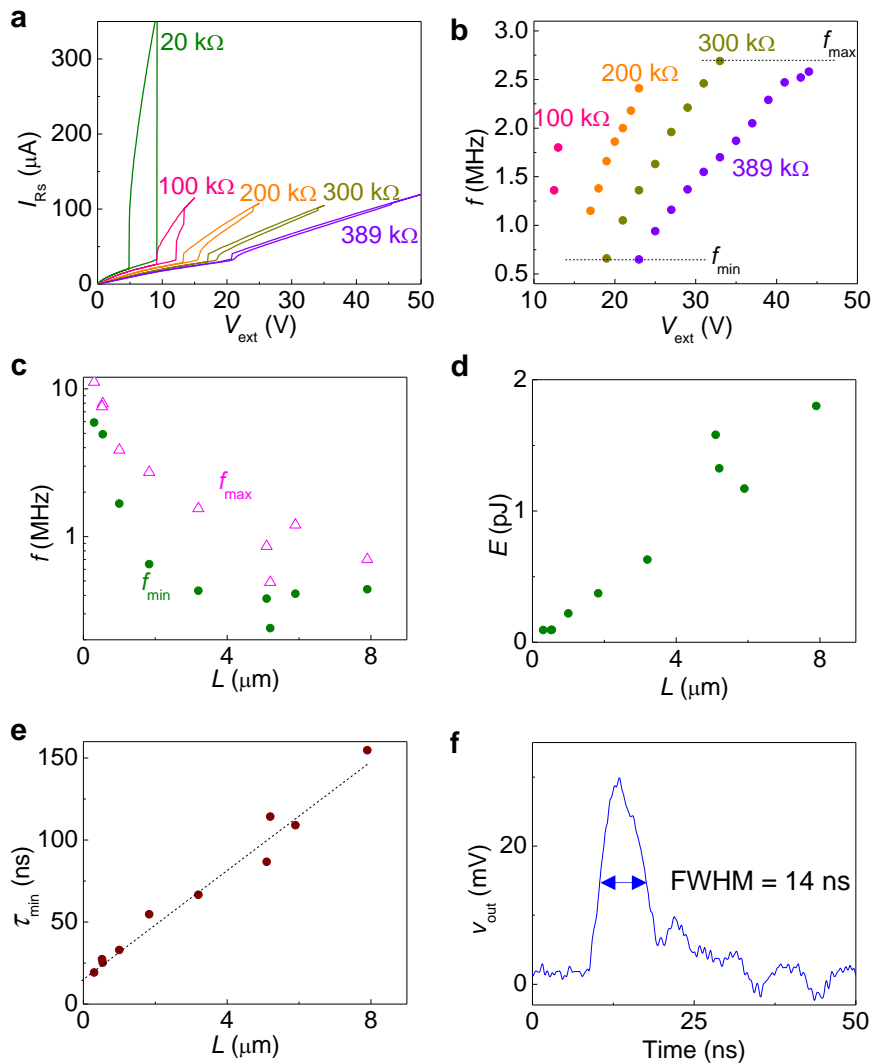 a
300
200
100
0
I_Rs (μA)
20 kΩ
100 kΩ
200 kΩ
300 kΩ
389 kΩ
0 10 20 30 40 50
V_ext (V)
b
3.0
2.5
2.0
1.5
1.0
0.5
f (MHz)
300 kΩ
f_max
200 kΩ
100 kΩ
389 kΩ
f_min
10 20 30 40 50
V_ext (V)
c
10
1
f (MHz)
f_max
f_min
0 4 8
L (μm)
d
2
1
0
E (pJ)
0 4 8
L (μm)
e
150
100
50
0
τ_min (ns)
0 2 4 6 8
L (μm)
f
20
0
v_out (mV)
FWHM = 14 ns
0 25 50
Time (ns)